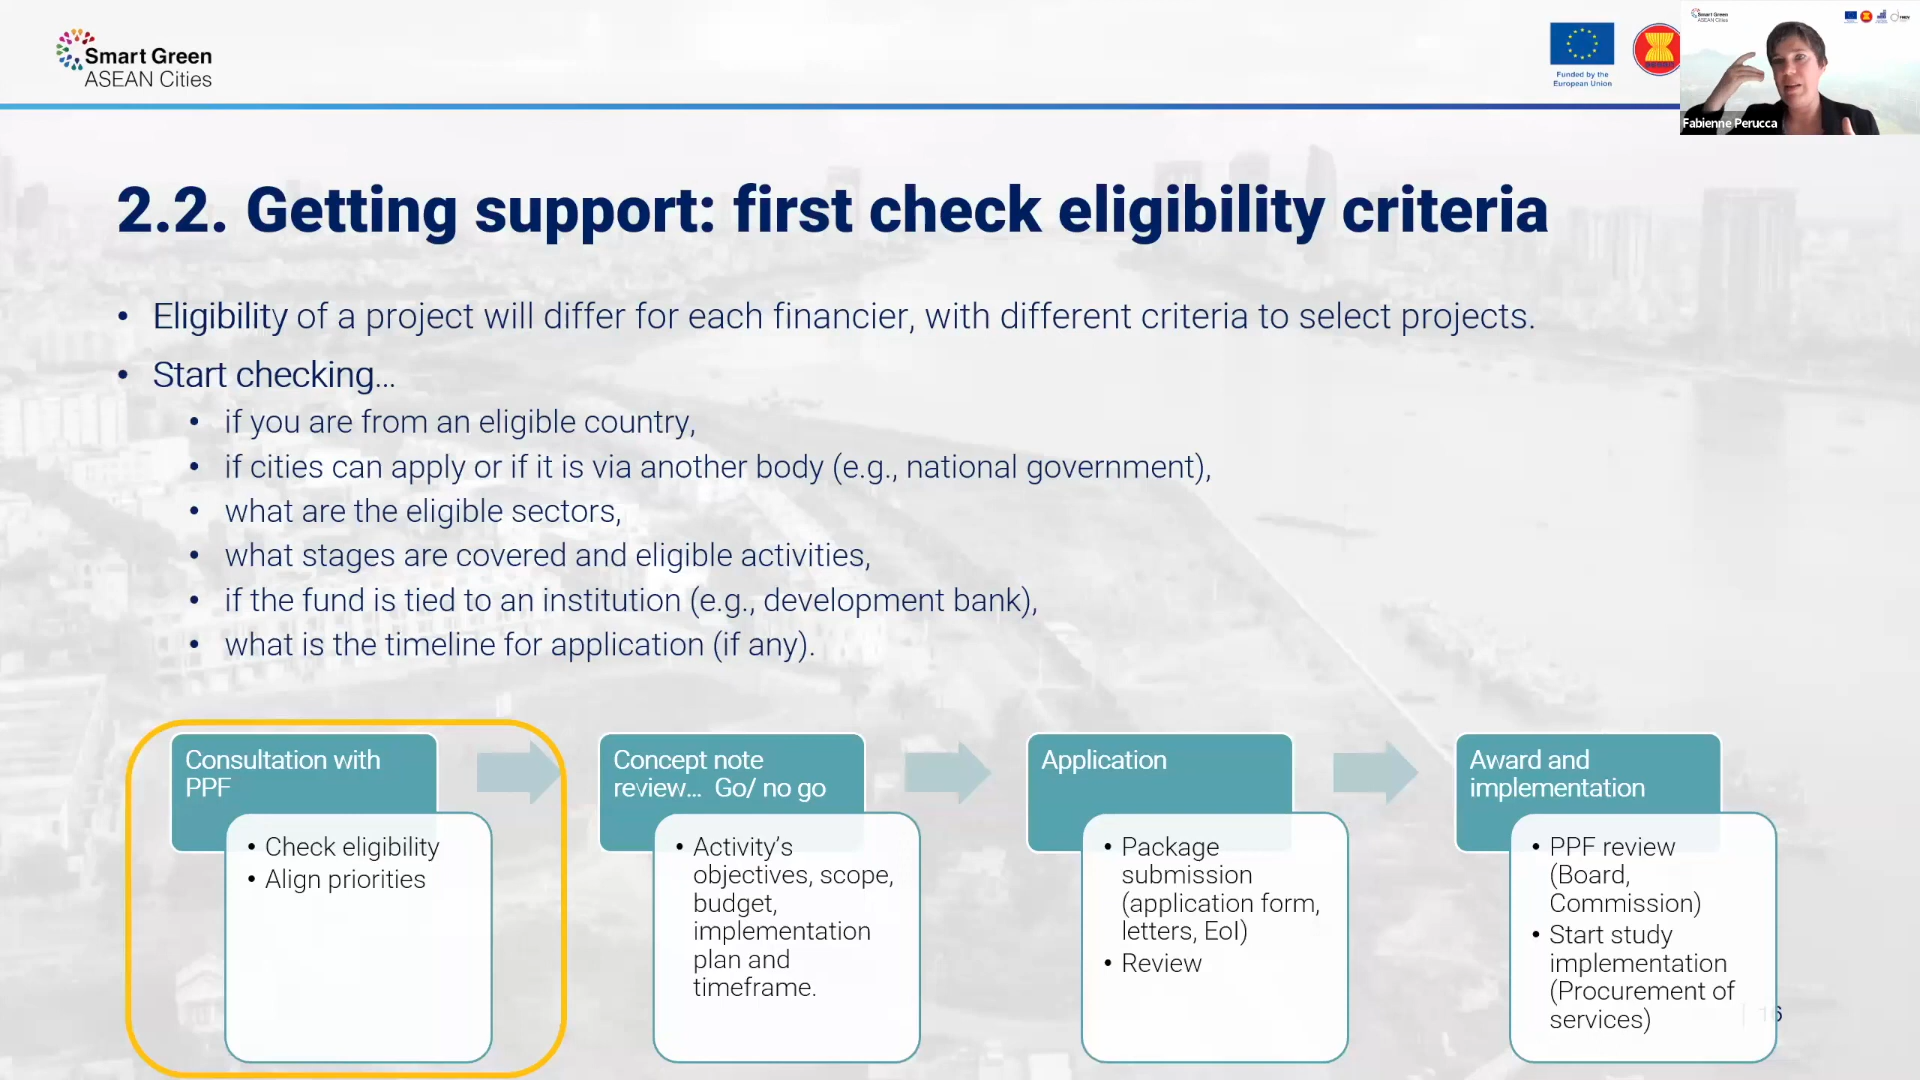 Smart Green
ASEAN Cities
Funded by the
European Union
Smart Green
ASEAN Cities
Fabienne Perucca
2.2. Getting support: first check eligibility criteria
• Eligibility of a project will differ for each financier, with different criteria to select projects.
• Start checking…
• if you are from an eligible country,
• if cities can apply or if it is via another body (e.g., national government),
• what are the eligible sectors,
• what stages are covered and eligible activities,
• if the fund is tied to an institution (e.g., development bank),
• what is the timeline for application (if any).
Consultation with
PPF
• Check eligibility
• Align priorities
Concept note
review… Go/ no go
• Activity’s
objectives, scope,
budget,
implementation
plan and
timeframe.
Application
• Package
submission
(application form,
letters, EoI)
• Review
Award and
implementation
• PPF review
(Board,
Commission)
• Start study
implementation
(Procurement of
services)
16